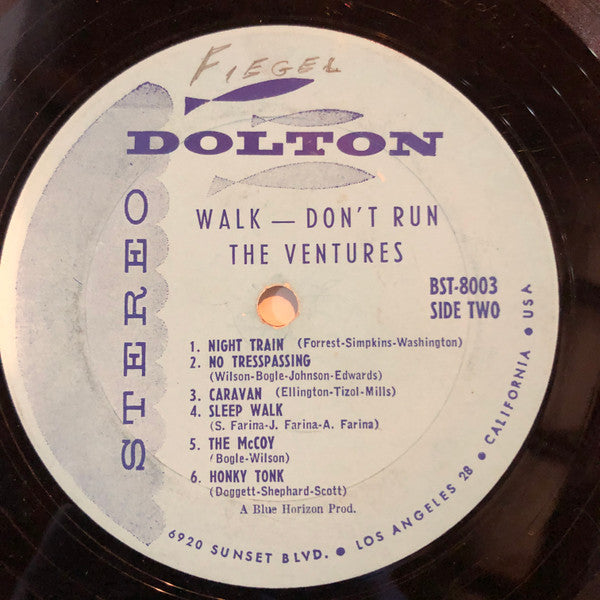 FIEGEL
DOLTON
STEREO
WALK — DON'T RUN
THE VENTURES
BST-8003
SIDE TWO
1. NIGHT TRAIN (Forrest-Simpkins-Washington)
2. NO TRESSPASSING
(Wilson-Bogle-Johnson-Edwards)
3. CARAVAN (Ellington-Tizol-Mills)
4. SLEEP WALK
(S. Farina-J. Farina-A. Farina)
5. THE McCOY
(Bogle-Wilson)
6. HONKY TONK
(Doggett-Shephard-Scott)
A Blue Horizon Prod.
6920 SUNSET BLVD. ● LOS ANGELES 28 ● CALIFORNIA ● USA